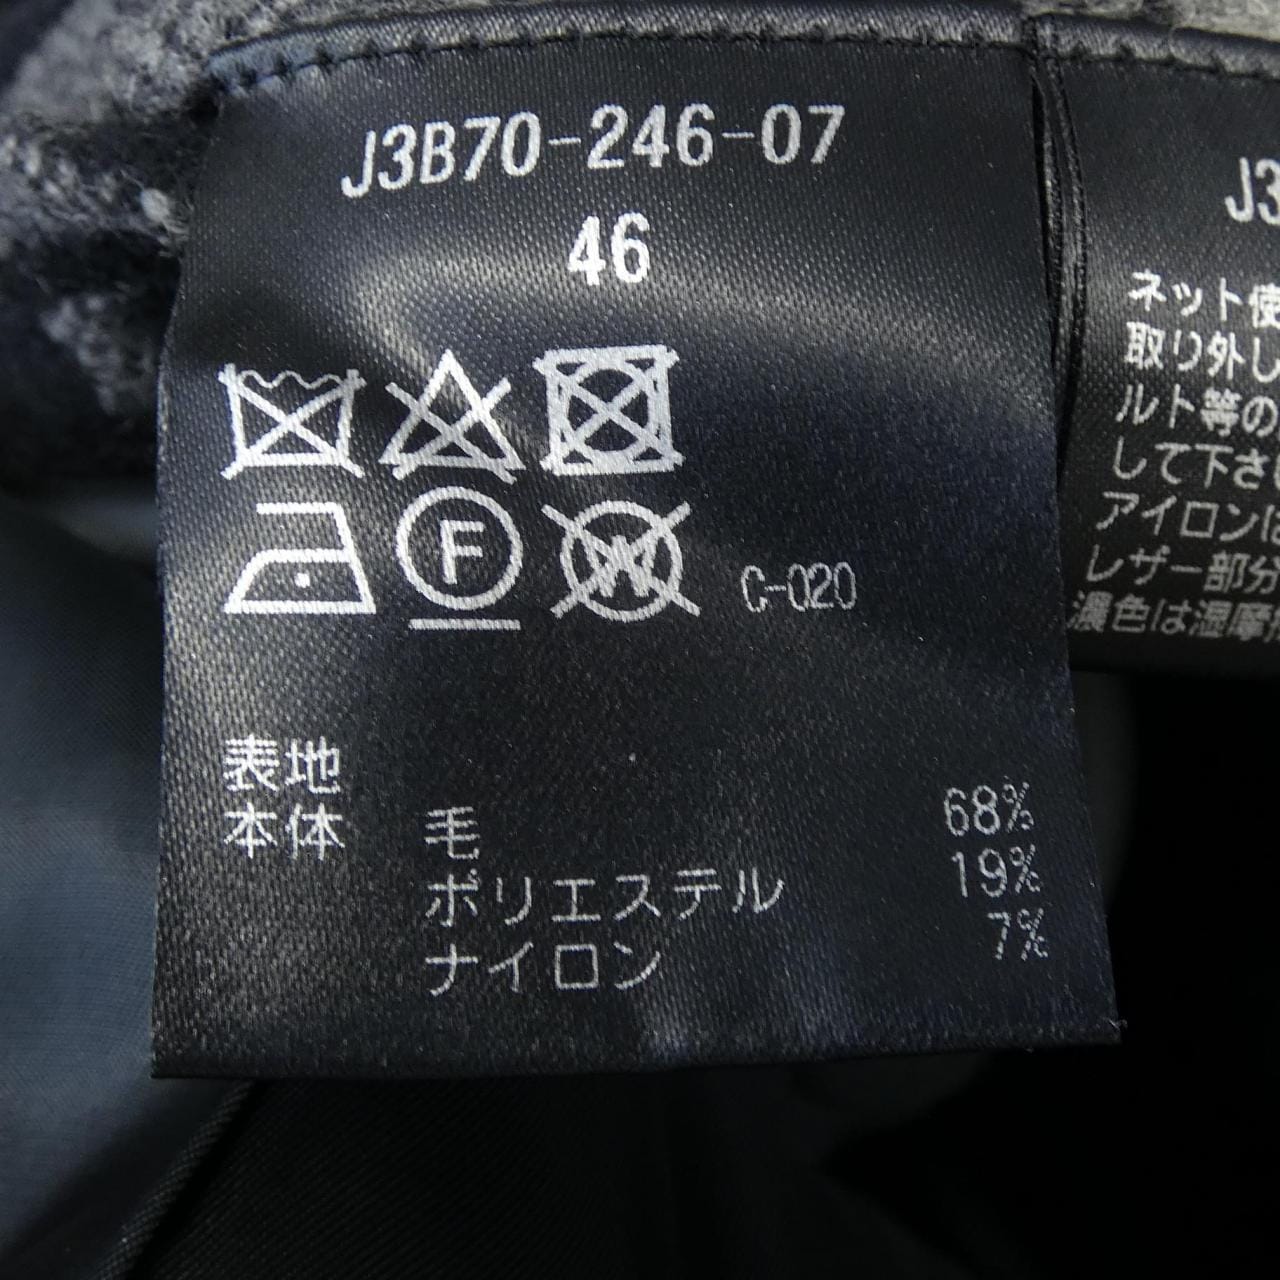 J3B70-246-07
46
F
W
C-020
表地
本体
毛 68%
ポリエステル 19%
ナイロン 7%
J3
ネット使
取り外し
ルト等の
して下さい
アイロンは
レザー部分
濃色は湿摩擦